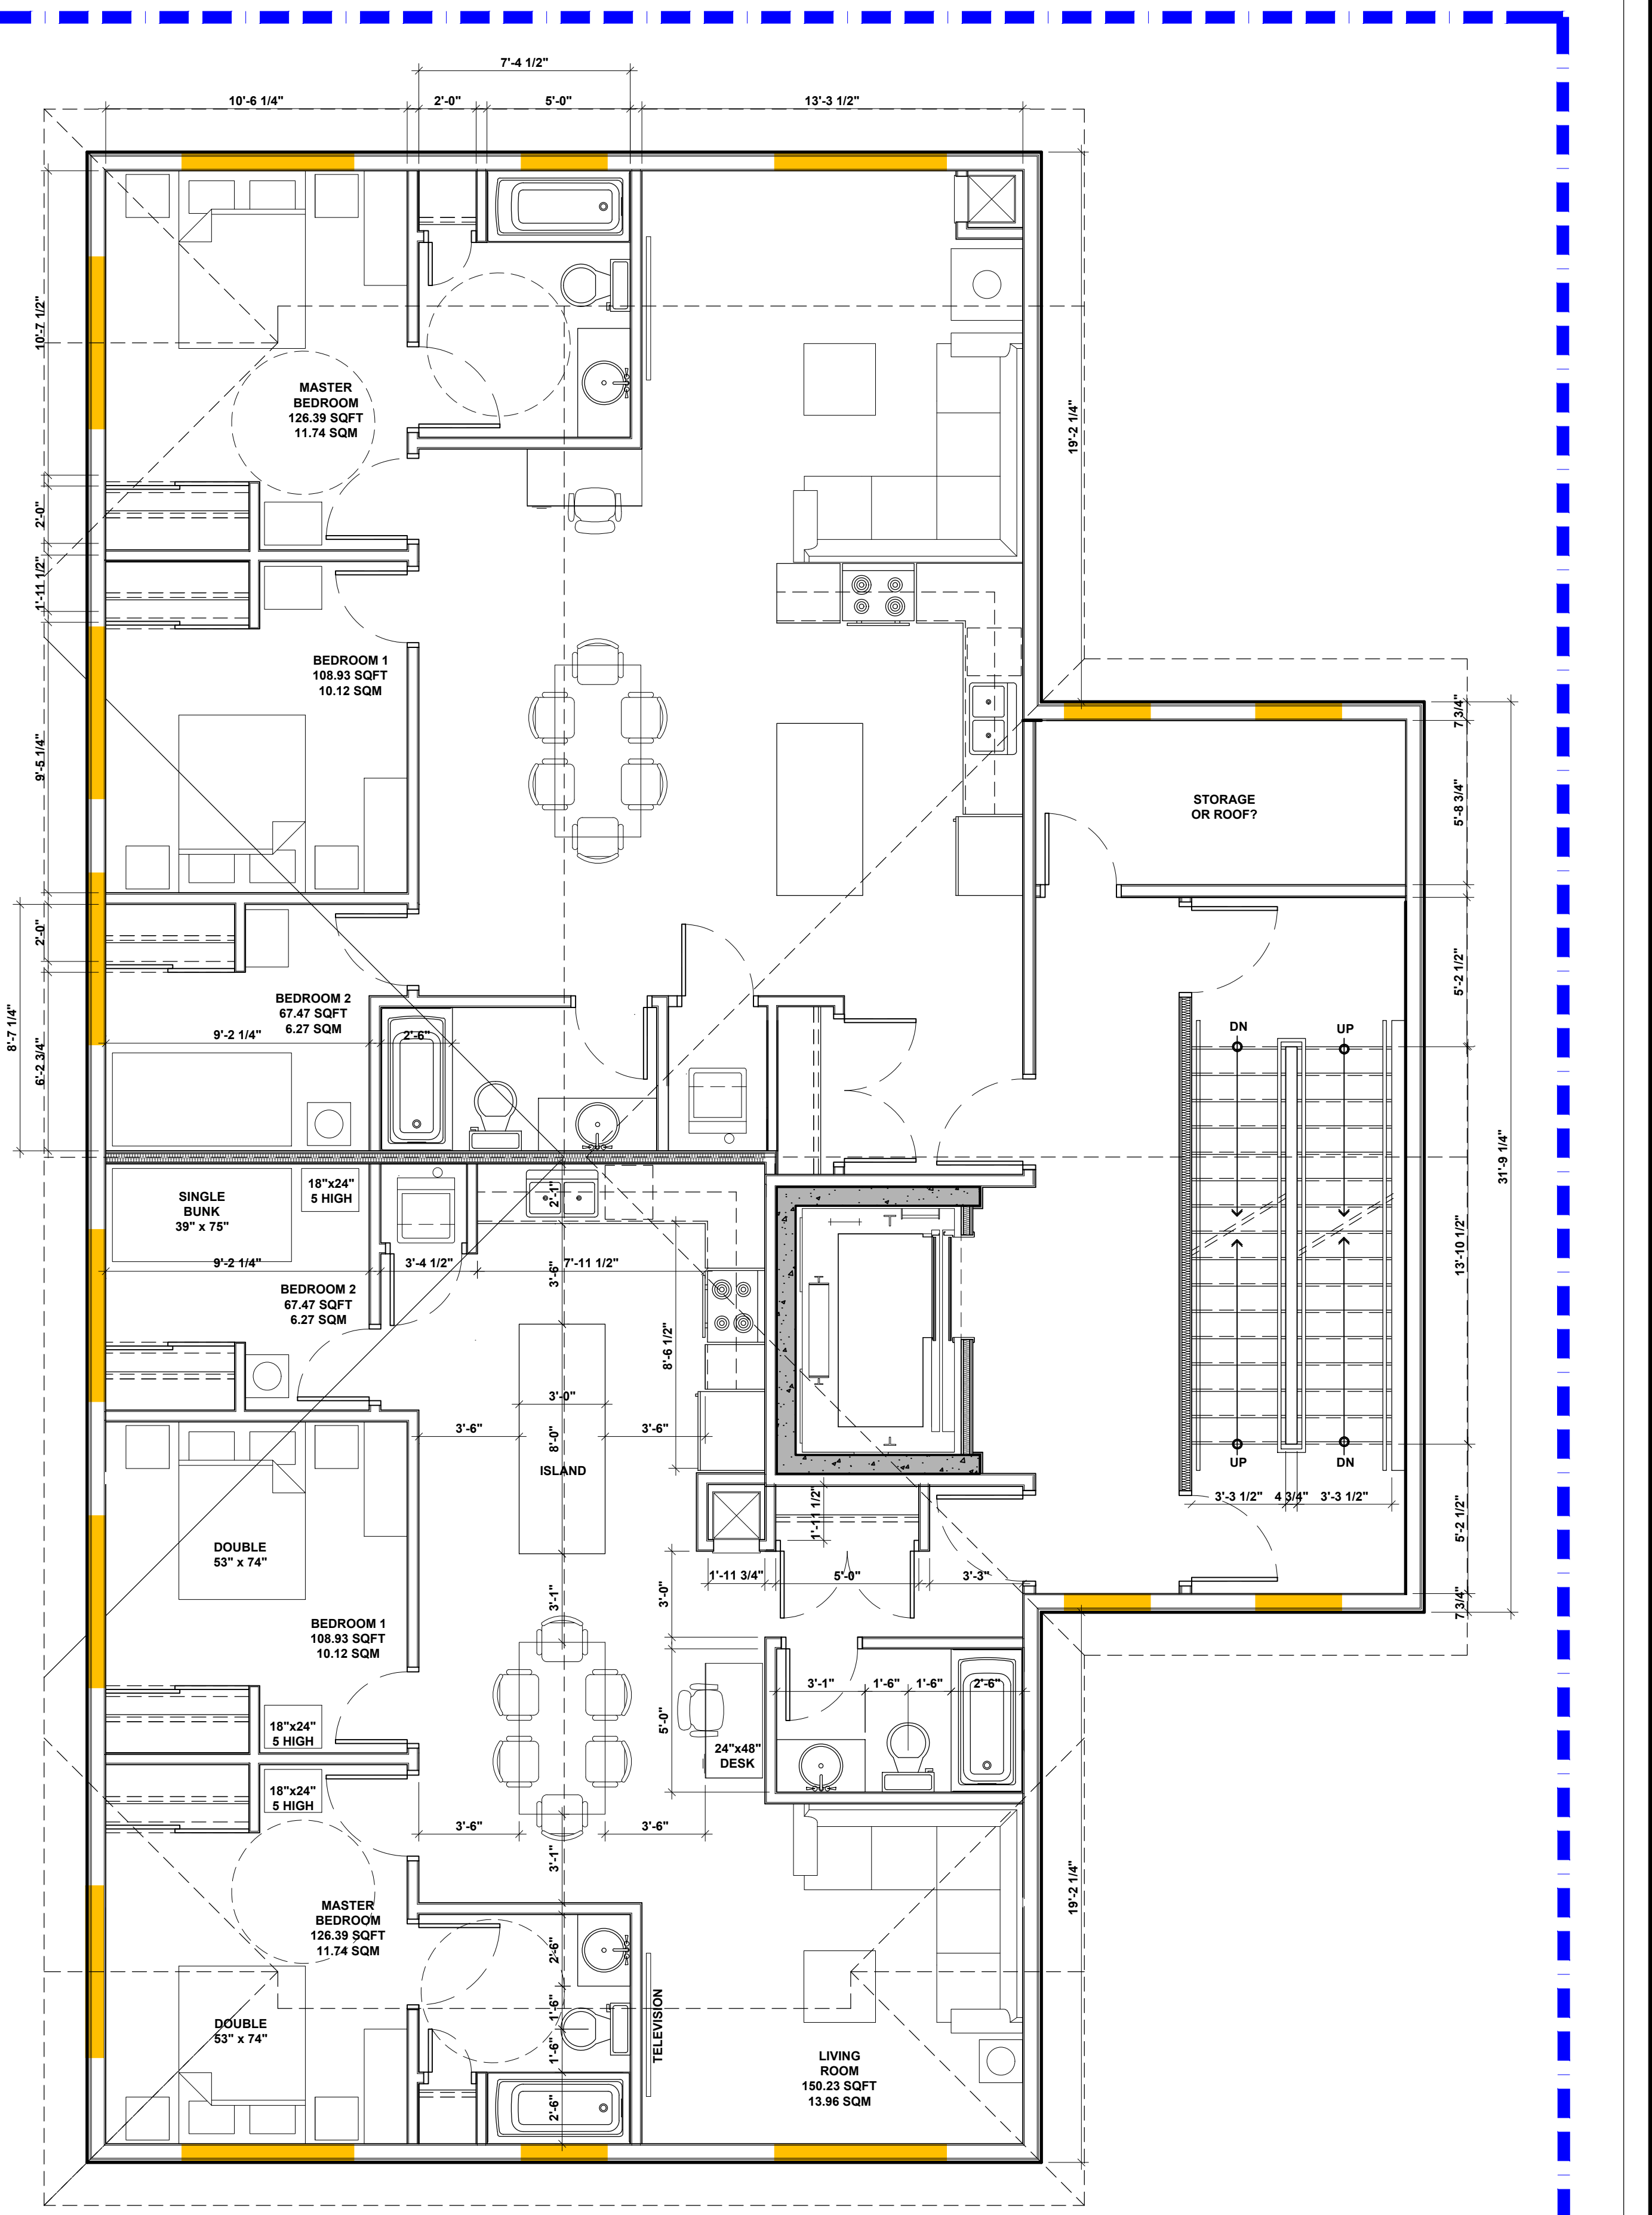 7'-4 1/2"
10'-6 1/4"
2'-0"
5'-0"
13'-3 1/2"
10'-7 1/2"
MASTER
BEDROOM
126.39 SQFT
11.74 SQM
19'-2 1/4"
2'-0"
1'-11 1/2"
BEDROOM 1
108.93 SQFT
10.12 SQM
9'-5 1/4"
7 3/4"
STORAGE
OR ROOF?
5'-8 3/4"
2'-0"
8'-7 1/4"
6'-2 3/4"
BEDROOM 2
67.47 SQFT
6.27 SQM
9'-2 1/4"
2'-6"
5'-2 1/2"
DN
UP
31'-9 1/4"
13'-10 1/2"
SINGLE
BUNK
39" x 75"
18"x24"
5 HIGH
2'-1"
9'-2 1/4"
3'-4 1/2"
3'-6"
7'-11 1/2"
BEDROOM 2
67.47 SQFT
6.27 SQM
8'-6 1/2"
3'-0"
3'-6"
8'-0"
3'-6"
ISLAND
UP
DN
3'-3 1/2"
4 3/4"
3'-3 1/2"
5'-2 1/2"
1'-11 1/2"
DOUBLE
53" x 74"
1'-11 3/4"
5'-0"
3'-3"
3'-1"
3'-0"
7 3/4"
BEDROOM 1
108.93 SQFT
10.12 SQM
3'-1"
1'-6"
1'-6"
2'-6"
5'-0"
18"x24"
5 HIGH
24"x48"
DESK
18"x24"
5 HIGH
3'-6"
3'-6"
3'-1"
19'-2 1/4"
MASTER
BEDROOM
126.39 SQFT
11.74 SQM
2'-6"
1'-6"
DOUBLE
53" x 74"
1'-6"
TELEVISION
LIVING
ROOM
150.23 SQFT
13.96 SQM
2'-6"